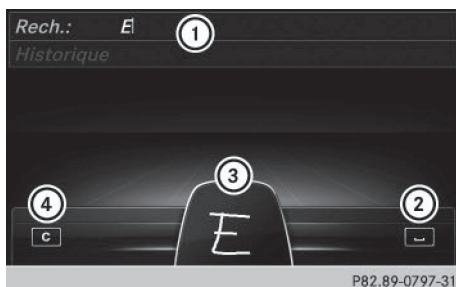 Rech.: E
①
Historique
③
④
②
C
E
P82.89-0797-31